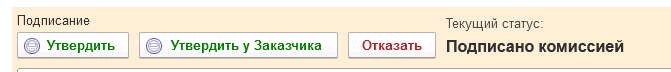 Подписание
Утвердить Утвердить у Заказчика Отказать
Текущий статус:
Подписано комиссией